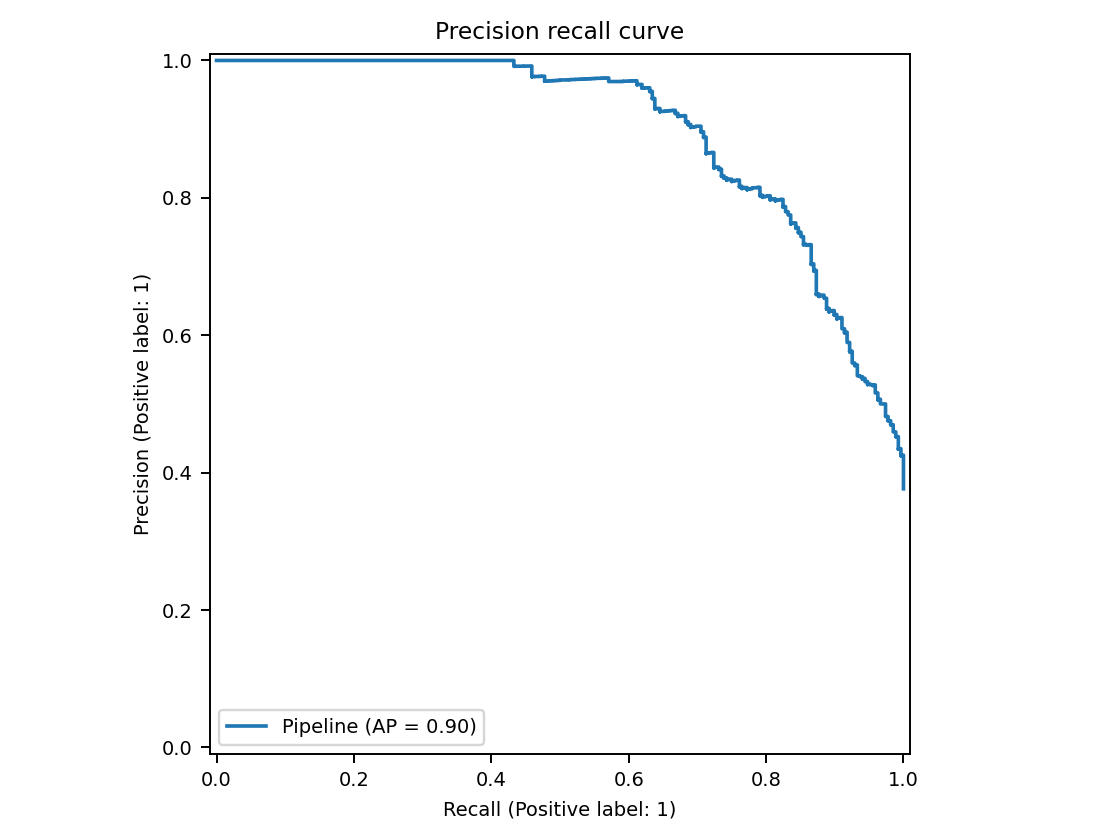 Precision recall curve
1.0
0.8
0.6
0.4
0.2
0.0
Precision (Positive label: 1)
Pipeline (AP = 0.90)
0.0 0.2 0.4 0.6 0.8 1.0
Recall (Positive label: 1)